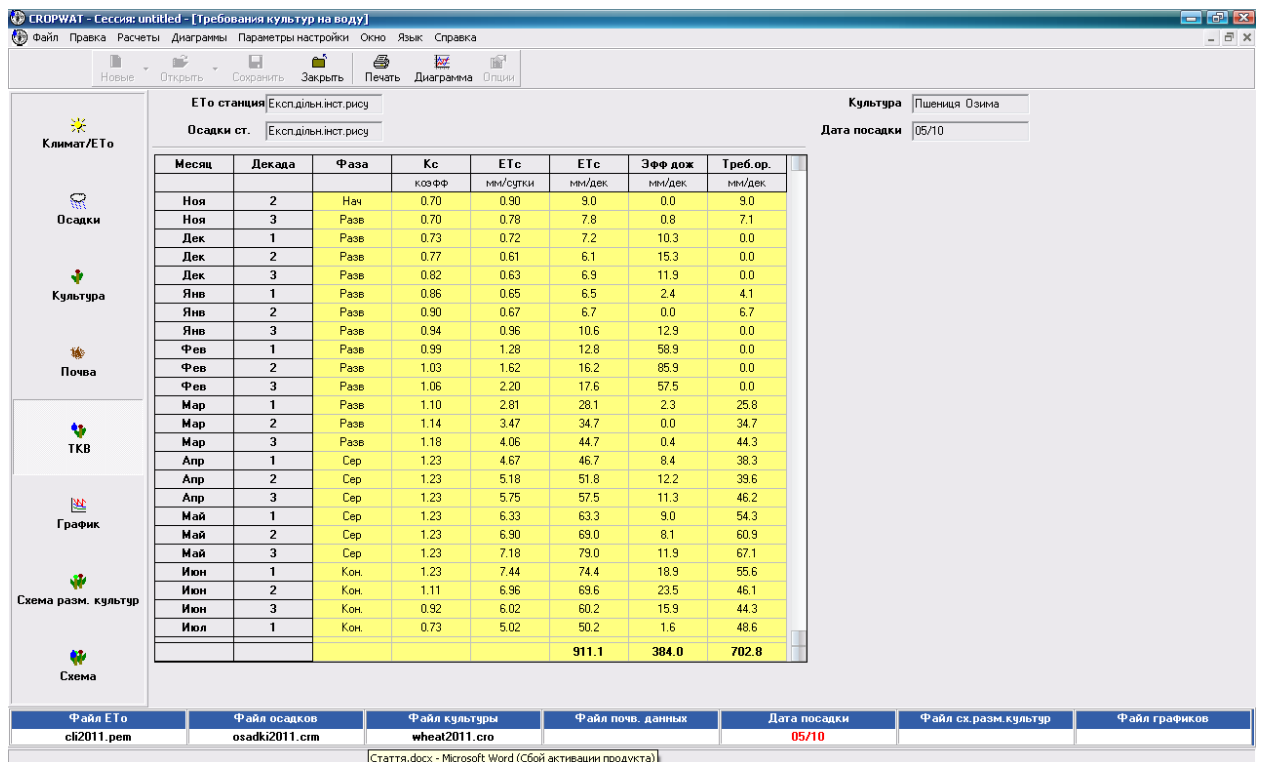 CROPWAT - Сессия: untitled - [Требования культур на воду]
Файл Правка Расчеты Диаграммы Параметры настройки Окно Язык Справка
Новые Открыть Сохранить Закрыть Печать Диаграмма Опции
ЕТо станция Експ.дільн.інст.рису Культура Пшениця Озима
Осадки ст. Експ.дільн.інст.рису Дата посадки 05/10
Климат/ЕТо
Осадки
Культура
Почва
ТКВ
График
Схема разм. культур
Схема
Месяц Декада Фаза Кс ЕТс ЕТс Эфф дож Треб.ор.
коэфф мм/сутки мм/дек мм/дек мм/дек
Ноя 2 Нач 0.70 0.90 9.0 0.0 9.0
Ноя 3 Разв 0.70 0.78 7.8 0.8 7.1
Дек 1 Разв 0.73 0.72 7.2 10.3 0.0
Дек 2 Разв 0.77 0.61 6.1 15.3 0.0
Дек 3 Разв 0.82 0.63 6.9 11.9 0.0
Янв 1 Разв 0.86 0.65 6.5 2.4 4.1
Янв 2 Разв 0.90 0.67 6.7 0.0 6.7
Янв 3 Разв 0.94 0.96 10.6 12.9 0.0
Фев 1 Разв 0.99 1.28 12.8 58.9 0.0
Фев 2 Разв 1.03 1.62 16.2 85.9 0.0
Фев 3 Разв 1.06 2.20 17.6 57.5 0.0
Мар 1 Разв 1.10 2.81 28.1 2.3 25.8
Мар 2 Разв 1.14 3.47 34.7 0.0 34.7
Мар 3 Разв 1.18 4.06 44.7 0.4 44.3
Апр 1 Сер 1.23 4.67 46.7 8.4 38.3
Апр 2 Сер 1.23 5.18 51.8 12.2 39.6
Апр 3 Сер 1.23 5.75 57.5 11.3 46.2
Май 1 Сер 1.23 6.33 63.3 9.0 54.3
Май 2 Сер 1.23 6.90 69.0 8.1 60.9
Май 3 Сер 1.23 7.18 79.0 11.9 67.1
Июн 1 Кон. 1.23 7.44 74.4 18.9 55.6
Июн 2 Кон. 1.11 6.96 69.6 23.5 46.1
Июн 3 Кон. 0.92 6.02 60.2 15.9 44.3
Июл 1 Кон. 0.73 5.02 50.2 1.6 48.6
911.1 384.0 702.8
Файл ЕТо Файл осадков Файл культуры Файл почв. данных Дата посадки Файл сх.разм.культур Файл графиков
cli2011.pem osadki2011.crm wheat2011.cro 05/10
Стаття.docx - Microsoft Word (Сбой активации продукта)